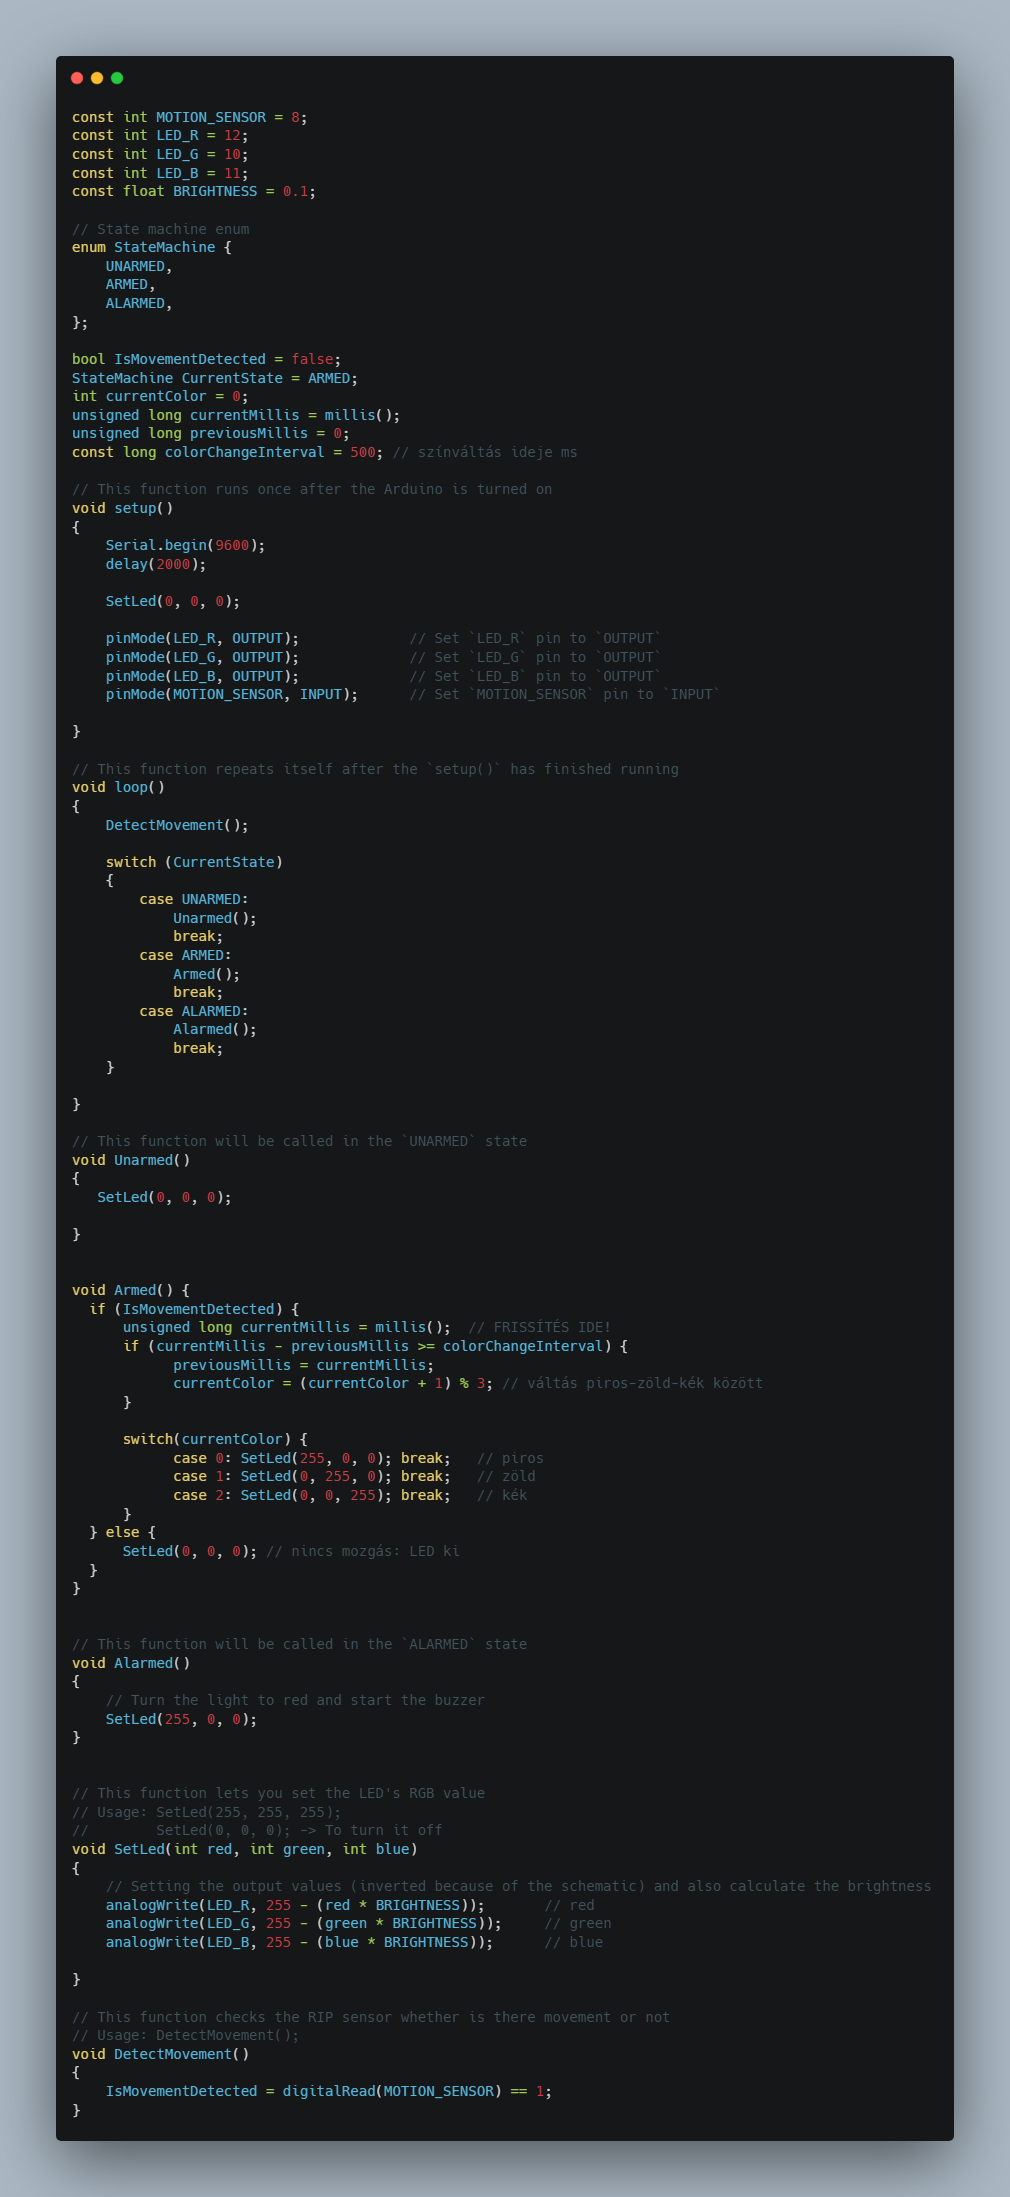 const int MOTION_SENSOR = 8;
const int LED_R = 12;
const int LED_G = 10;
const int LED_B = 11;
const float BRIGHTNESS = 0.1;

// State machine enum
enum StateMachine {
    UNARMED,
    ARMED,
    ALARMED,
};

bool IsMovementDetected = false;
StateMachine CurrentState = ARMED;
int currentColor = 0;
unsigned long currentMillis = millis();
unsigned long previousMillis = 0;
const long colorChangeInterval = 500; // színváltás ideje ms

// This function runs once after the Arduino is turned on
void setup()
{
    Serial.begin(9600);
    delay(2000);

    SetLed(0, 0, 0);

    pinMode(LED_R, OUTPUT);             // Set `LED_R` pin to `OUTPUT`
    pinMode(LED_G, OUTPUT);             // Set `LED_G` pin to `OUTPUT`
    pinMode(LED_B, OUTPUT);             // Set `LED_B` pin to `OUTPUT`
    pinMode(MOTION_SENSOR, INPUT);      // Set `MOTION_SENSOR` pin to `INPUT`

}

// This function repeats itself after the `setup()` has finished running
void loop()
{
    DetectMovement();

    switch (CurrentState)
    {
        case UNARMED:
            Unarmed();
            break;
        case ARMED:
            Armed();
            break;
        case ALARMED:
            Alarmed();
            break;
    }

}

// This function will be called in the `UNARMED` state
void Unarmed()
{
   SetLed(0, 0, 0);

}


void Armed() {
  if (IsMovementDetected) {
      unsigned long currentMillis = millis();  // FRISSÍTÉS IDE!
      if (currentMillis - previousMillis >= colorChangeInterval) {
            previousMillis = currentMillis;
            currentColor = (currentColor + 1) % 3; // váltás piros-zöld-kék között
      }

      switch(currentColor) {
            case 0: SetLed(255, 0, 0); break;   // piros
            case 1: SetLed(0, 255, 0); break;   // zöld
            case 2: SetLed(0, 0, 255); break;   // kék
      }
  } else {
      SetLed(0, 0, 0); // nincs mozgás: LED ki
  }
}


// This function will be called in the `ALARMED` state
void Alarmed()
{
    // Turn the light to red and start the buzzer
    SetLed(255, 0, 0);
}


// This function lets you set the LED's RGB value
// Usage: SetLed(255, 255, 255);
//        SetLed(0, 0, 0); -> To turn it off
void SetLed(int red, int green, int blue)
{
    // Setting the output values (inverted because of the schematic) and also calculate the brightness
    analogWrite(LED_R, 255 - (red * BRIGHTNESS));       // red
    analogWrite(LED_G, 255 - (green * BRIGHTNESS));     // green
    analogWrite(LED_B, 255 - (blue * BRIGHTNESS));      // blue

}

// This function checks the RIP sensor whether is there movement or not
// Usage: DetectMovement();
void DetectMovement()
{
    IsMovementDetected = digitalRead(MOTION_SENSOR) == 1;
}